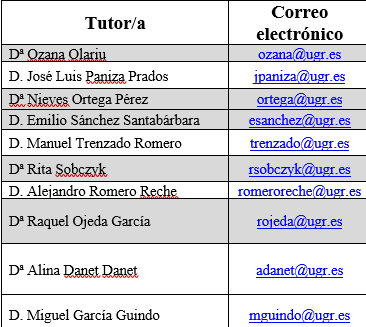 Tutor/a Correo
electrónico
Dª Ozana Olariu ozana@ugr.es
D. José Luis Paniza Prados jpaniza@ugr.es
Dª Nieves Ortega Pérez ortega@ugr.es
D. Emilio Sánchez Santabárbara esanchez@ugr.es
D. Manuel Trenzado Romero trenzado@ugr.es
Dª Rita Sobczyk rsobczyk@ugr.es
D. Alejandro Romero Reche romeroreche@ugr.es
Dª Raquel Ojeda García rojeda@ugr.es
Dª Alina Danet Danet adanet@ugr.es
D. Miguel García Guindo mguindo@ugr.es